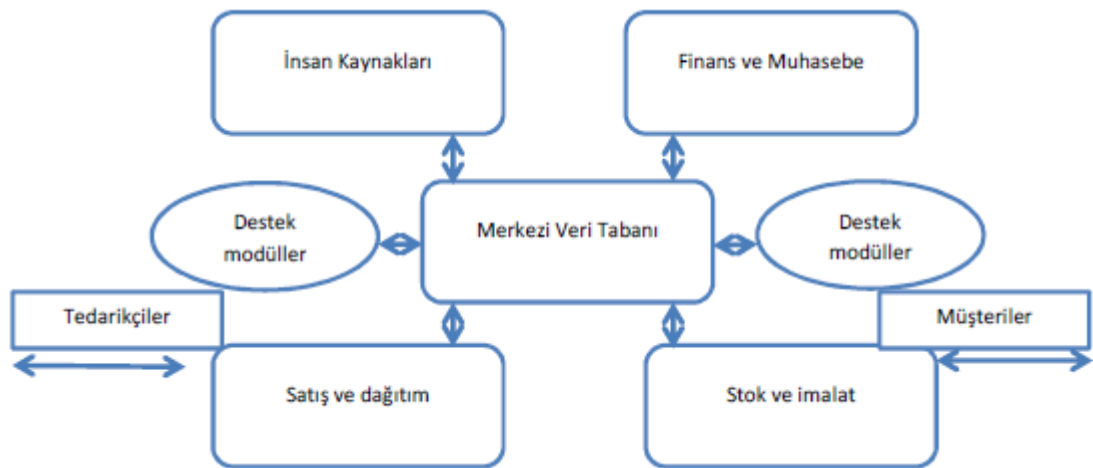 İnsan Kaynakları
Finans ve Muhasebe
Destek
modüller
Merkezi Veri Tabanı
Destek
modüller
Tedarikçiler
Müşteriler
Satış ve dağıtım
Stok ve imalat